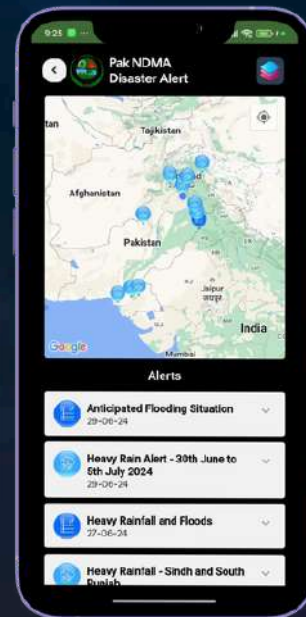 9:25
Pak NDMA
Disaster Alert
Tajikistan
Afghanistan
Pakistan
Jaipur
जयपुर
India
Google
Mumbai
Alerts
Anticipated Flooding Situation
29-06-24
Heavy Rain Alert - 30th June to
5th July 2024
29-06-24
Heavy Rainfall and Floods
27-06-24
Heavy Rainfall - Sindh and South
Punjab